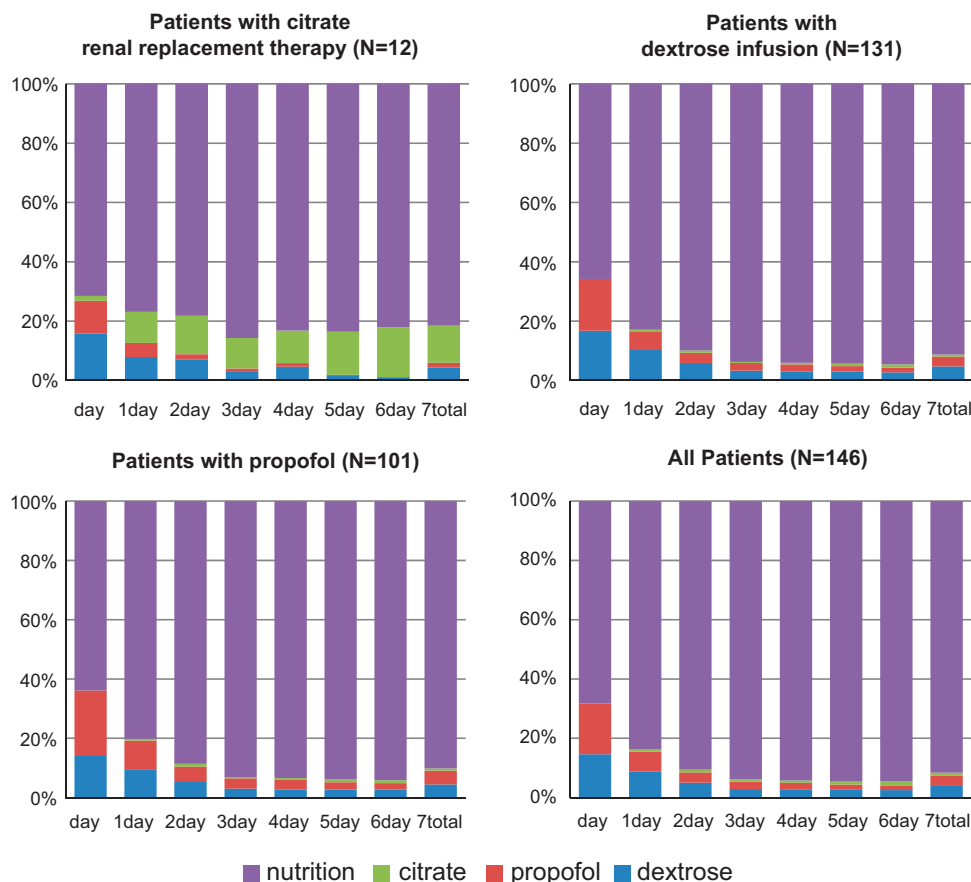 Patients with citrate
renal replacement therapy (N=12)
100%
80%
60%
40%
20%
0%
day 1day 2day 3day 4day 5day 6day 7total
Patients with
dextrose infusion (N=131)
100%
80%
60%
40%
20%
0%
day 1day 2day 3day 4day 5day 6day 7total
Patients with propofol (N=101)
100%
80%
60%
40%
20%
0%
day 1day 2day 3day 4day 5day 6day 7total
All Patients (N=146)
100%
80%
60%
40%
20%
0%
day 1day 2day 3day 4day 5day 6day 7total
nutrition citrate propofol dextrose